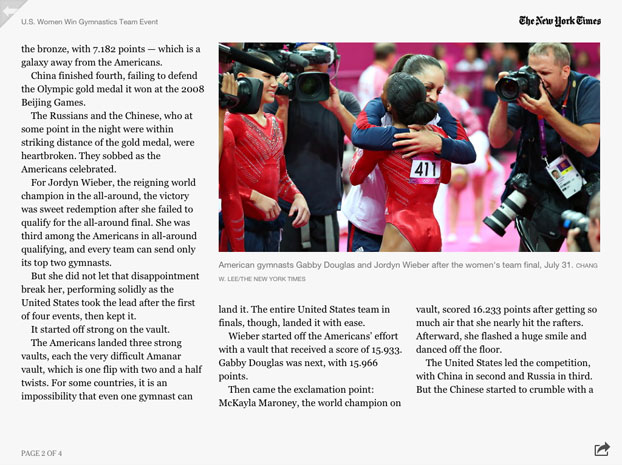 U.S. Women Win Gymnastics Team Event
The New York Times
the bronze, with 7.182 points — which is a
galaxy away from the Americans.
China finished fourth, failing to defend
the Olympic gold medal it won at the 2008
Beijing Games.
The Russians and the Chinese, who at
some point in the night were within
striking distance of the gold medal, were
heartbroken. They sobbed as the
Americans celebrated.
For Jordyn Wieber, the reigning world
champion in the all-around, the victory
was sweet redemption after she failed to
qualify for the all-around final. She was
third among the Americans in all-around
qualifying, and every team can send only
its top two gymnasts.
But she did not let that disappointment
break her, performing solidly as the
United States took the lead after the first
of four events, then kept it.
It started off strong on the vault.
The Americans landed three strong
vaults, each the very difficult Amanar
vault, which is one flip with two and a half
twists. For some countries, it is an
impossibility that even one gymnast can
411
American gymnasts Gabby Douglas and Jordyn Wieber after the women's team final, July 31. CHANG
W. LEE/THE NEW YORK TIMES
land it. The entire United States team in
finals, though, landed it with ease.
Wieber started off the Americans' effort
with a vault that received a score of 15.933.
Gabby Douglas was next, with 15.966
points.
Then came the exclamation point:
McKayla Maroney, the world champion on
vault, scored 16.233 points after getting so
much air that she nearly hit the rafters.
Afterward, she flashed a huge smile and
danced off the floor.
The United States led the competition,
with China in second and Russia in third.
But the Chinese started to crumble with a
PAGE 2 OF 4